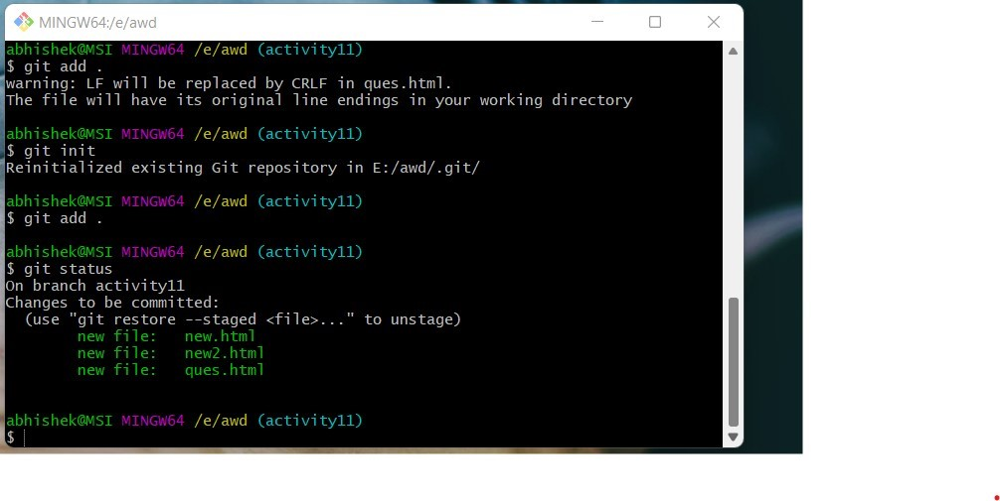 MINGW64:/e/awd
abhishek@MSI MINGW64 /e/awd (activity11)
$ git add .
warning: LF will be replaced by CRLF in ques.html.
The file will have its original line endings in your working directory
abhishek@MSI MINGW64 /e/awd (activity11)
$ git init
Reinitialized existing Git repository in E:/awd/.git/
abhishek@MSI MINGW64 /e/awd (activity11)
$ git add .
abhishek@MSI MINGW64 /e/awd (activity11)
$ git status
On branch activity11
Changes to be committed:
  (use "git restore --staged <file>..." to unstage)
        new file:   new.html
        new file:   new2.html
        new file:   ques.html
abhishek@MSI MINGW64 /e/awd (activity11)
$